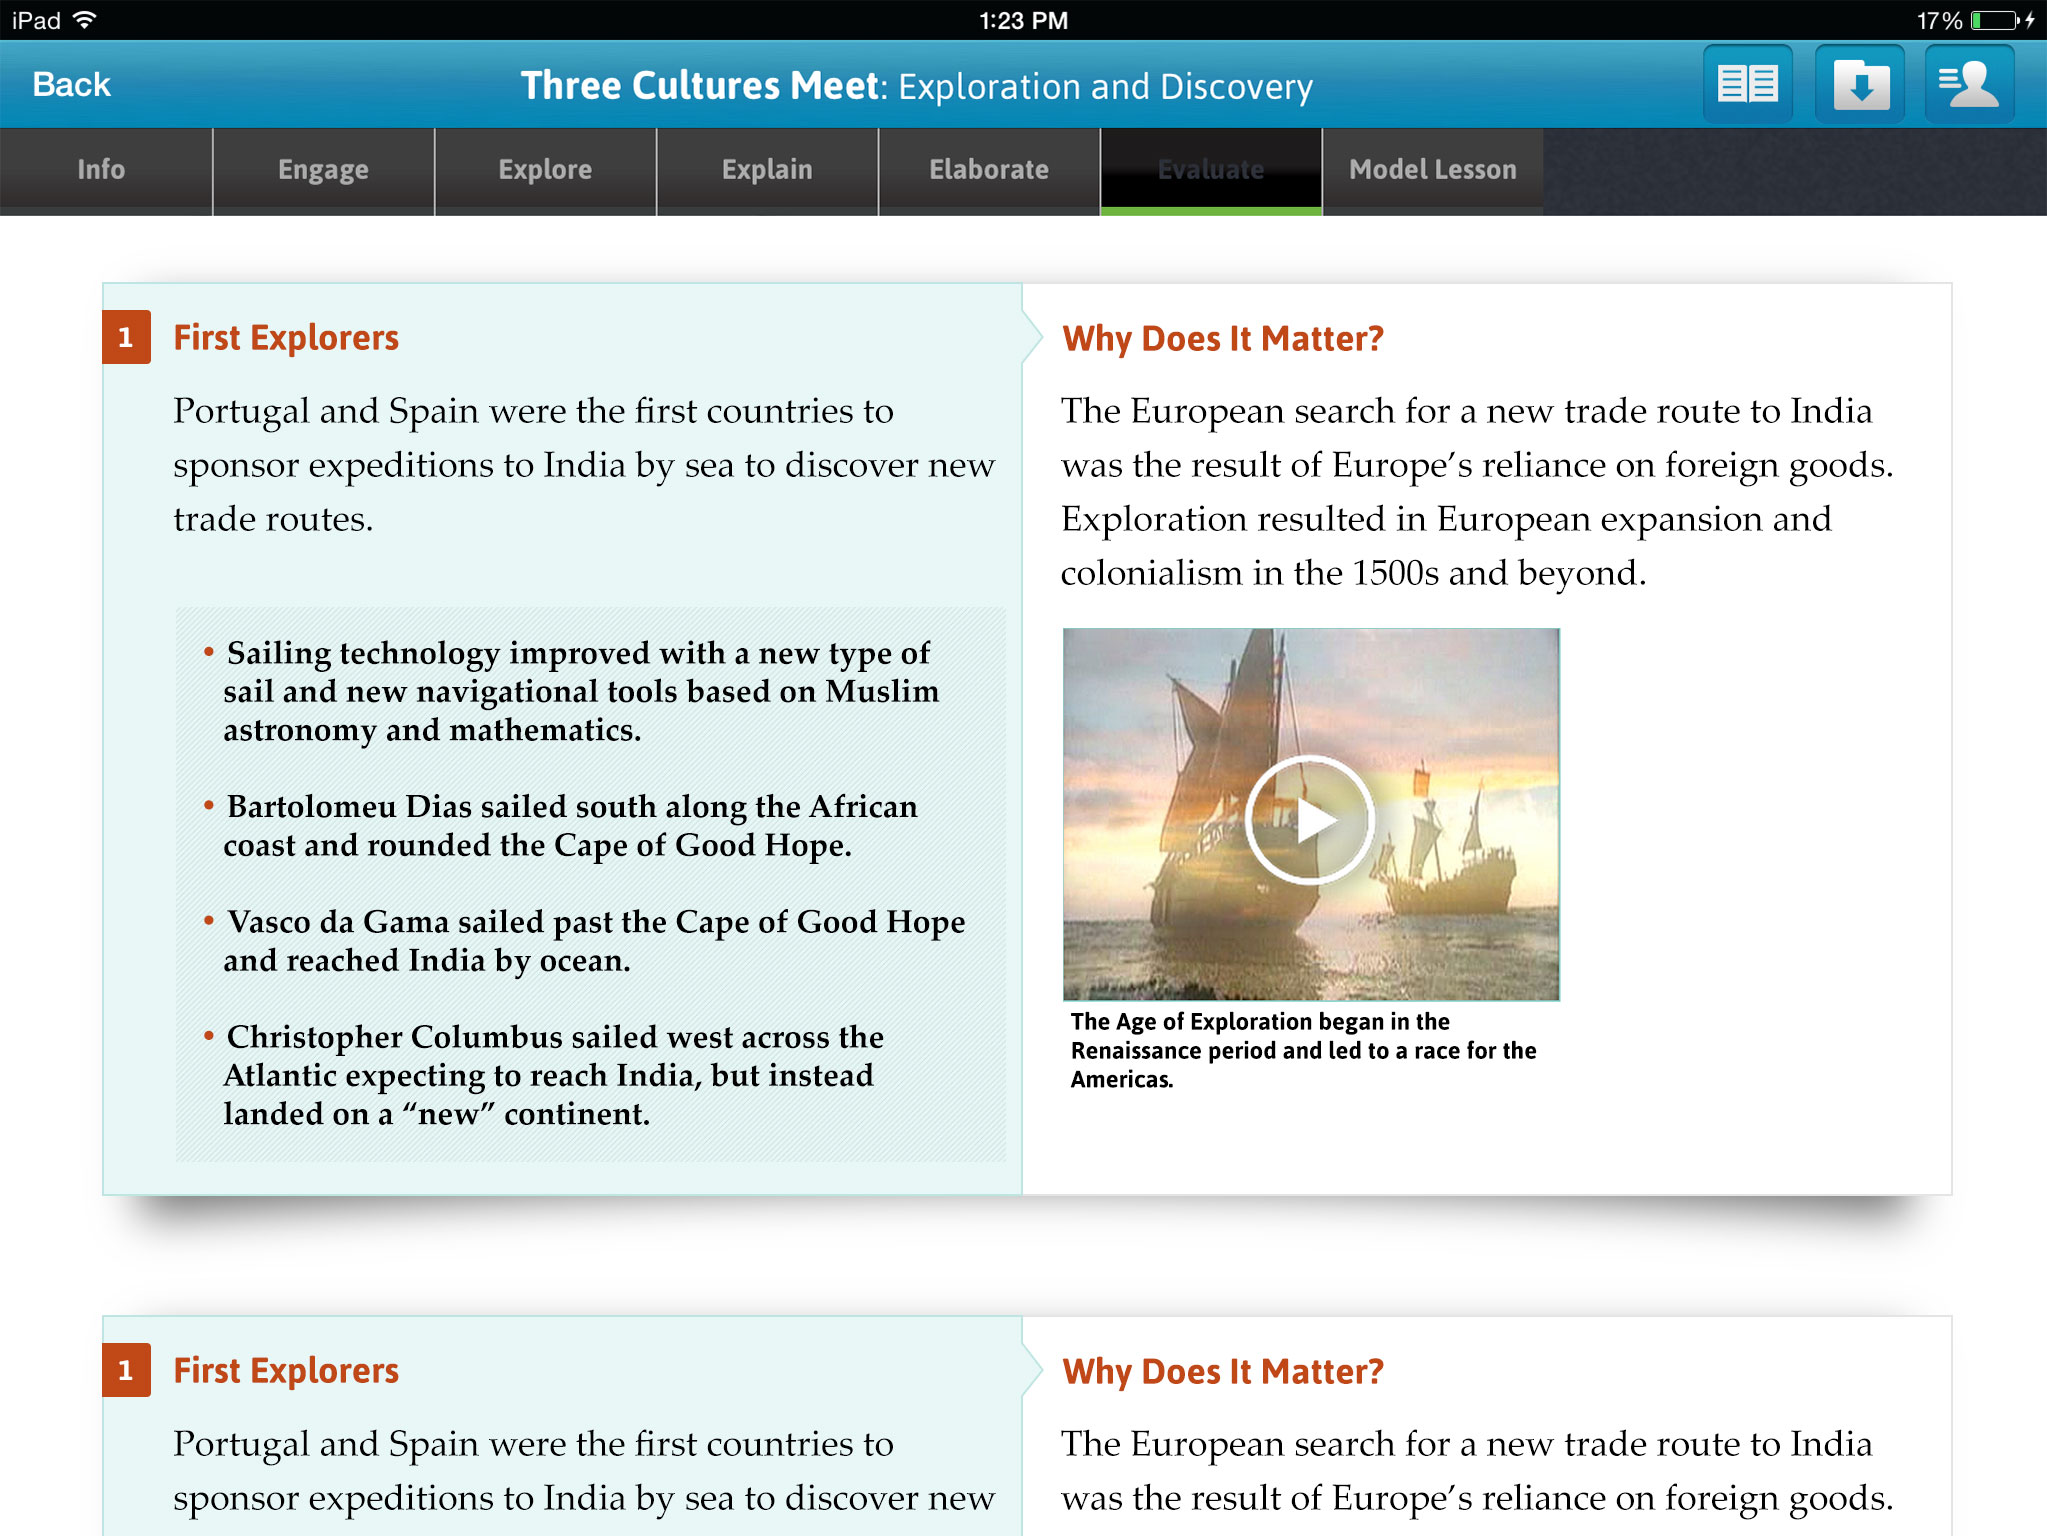 iPad
1:23 PM
17%
Back
Three Cultures Meet: Exploration and Discovery
Info
Engage
Explore
Explain
Elaborate
Evaluate
Model Lesson
1
First Explorers
Portugal and Spain were the first countries to
sponsor expeditions to India by sea to discover new
trade routes.
• Sailing technology improved with a new type of
sail and new navigational tools based on Muslim
astronomy and mathematics.
• Bartolomeu Dias sailed south along the African
coast and rounded the Cape of Good Hope.
• Vasco da Gama sailed past the Cape of Good Hope
and reached India by ocean.
• Christopher Columbus sailed west across the
Atlantic expecting to reach India, but instead
landed on a “new” continent.
Why Does It Matter?
The European search for a new trade route to India
was the result of Europe’s reliance on foreign goods.
Exploration resulted in European expansion and
colonialism in the 1500s and beyond.
The Age of Exploration began in the
Renaissance period and led to a race for the
Americas.
1
First Explorers
Portugal and Spain were the first countries to
sponsor expeditions to India by sea to discover new
Why Does It Matter?
The European search for a new trade route to India
was the result of Europe’s reliance on foreign goods.